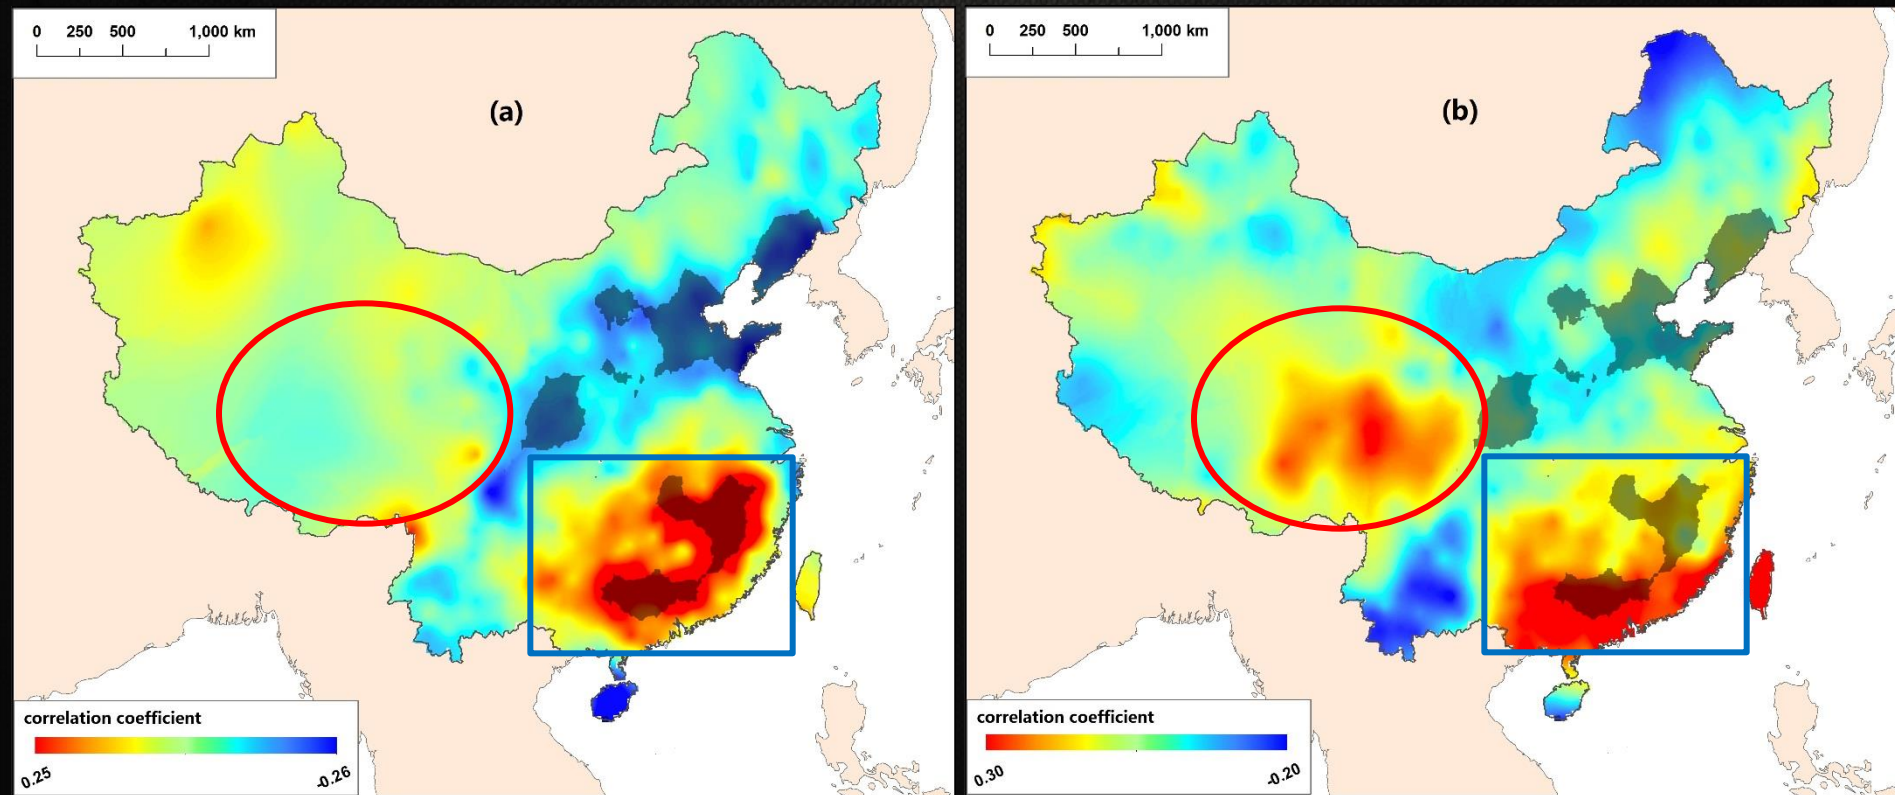 0 250 500 1,000 km
(a)
correlation coefficient
0.25 -0.26
0 250 500 1,000 km
(b)
correlation coefficient
0.30 -0.20